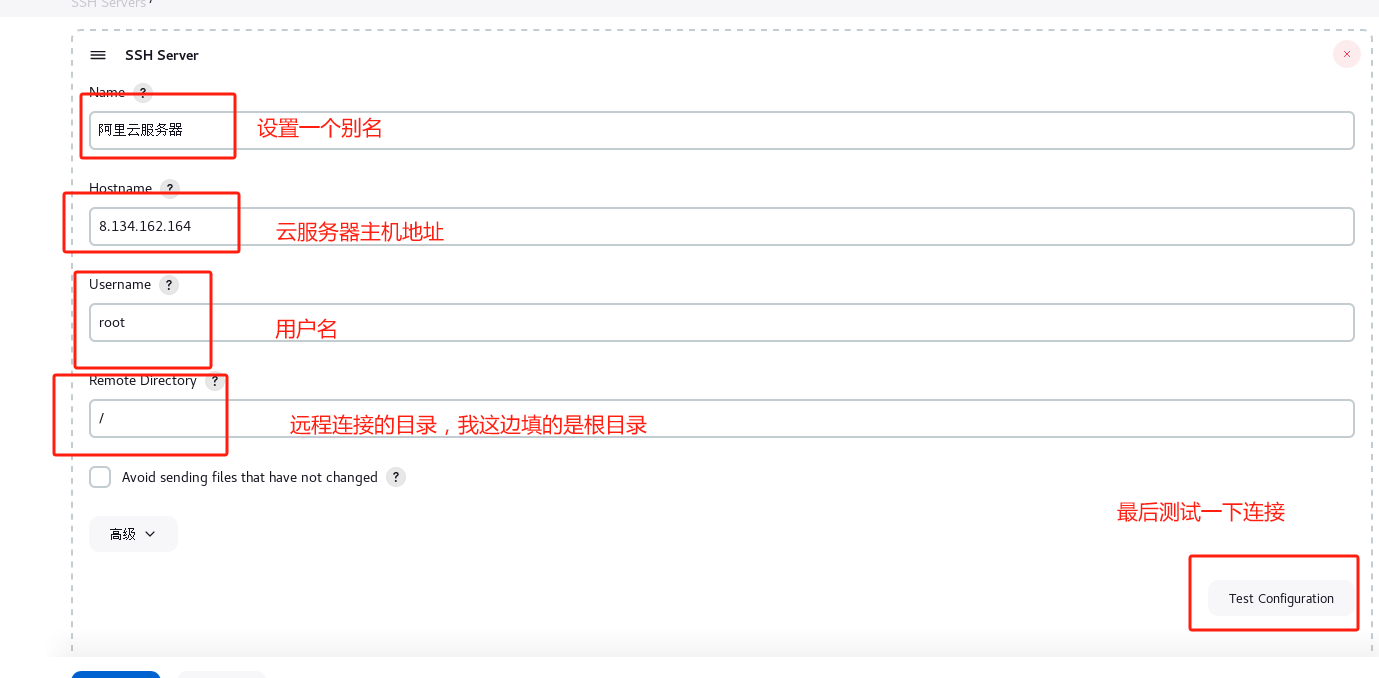 SSH Servers /
SSH Server
×
Name ?
阿里云服务器
设置一个别名
Hostname ?
8.134.162.164
云服务器主机地址
Username ?
root
用户名
Remote Directory ?
/
远程连接的目录，我这边填的是根目录
Avoid sending files that have not changed ?
高级
最后测试一下连接
Test Configuration